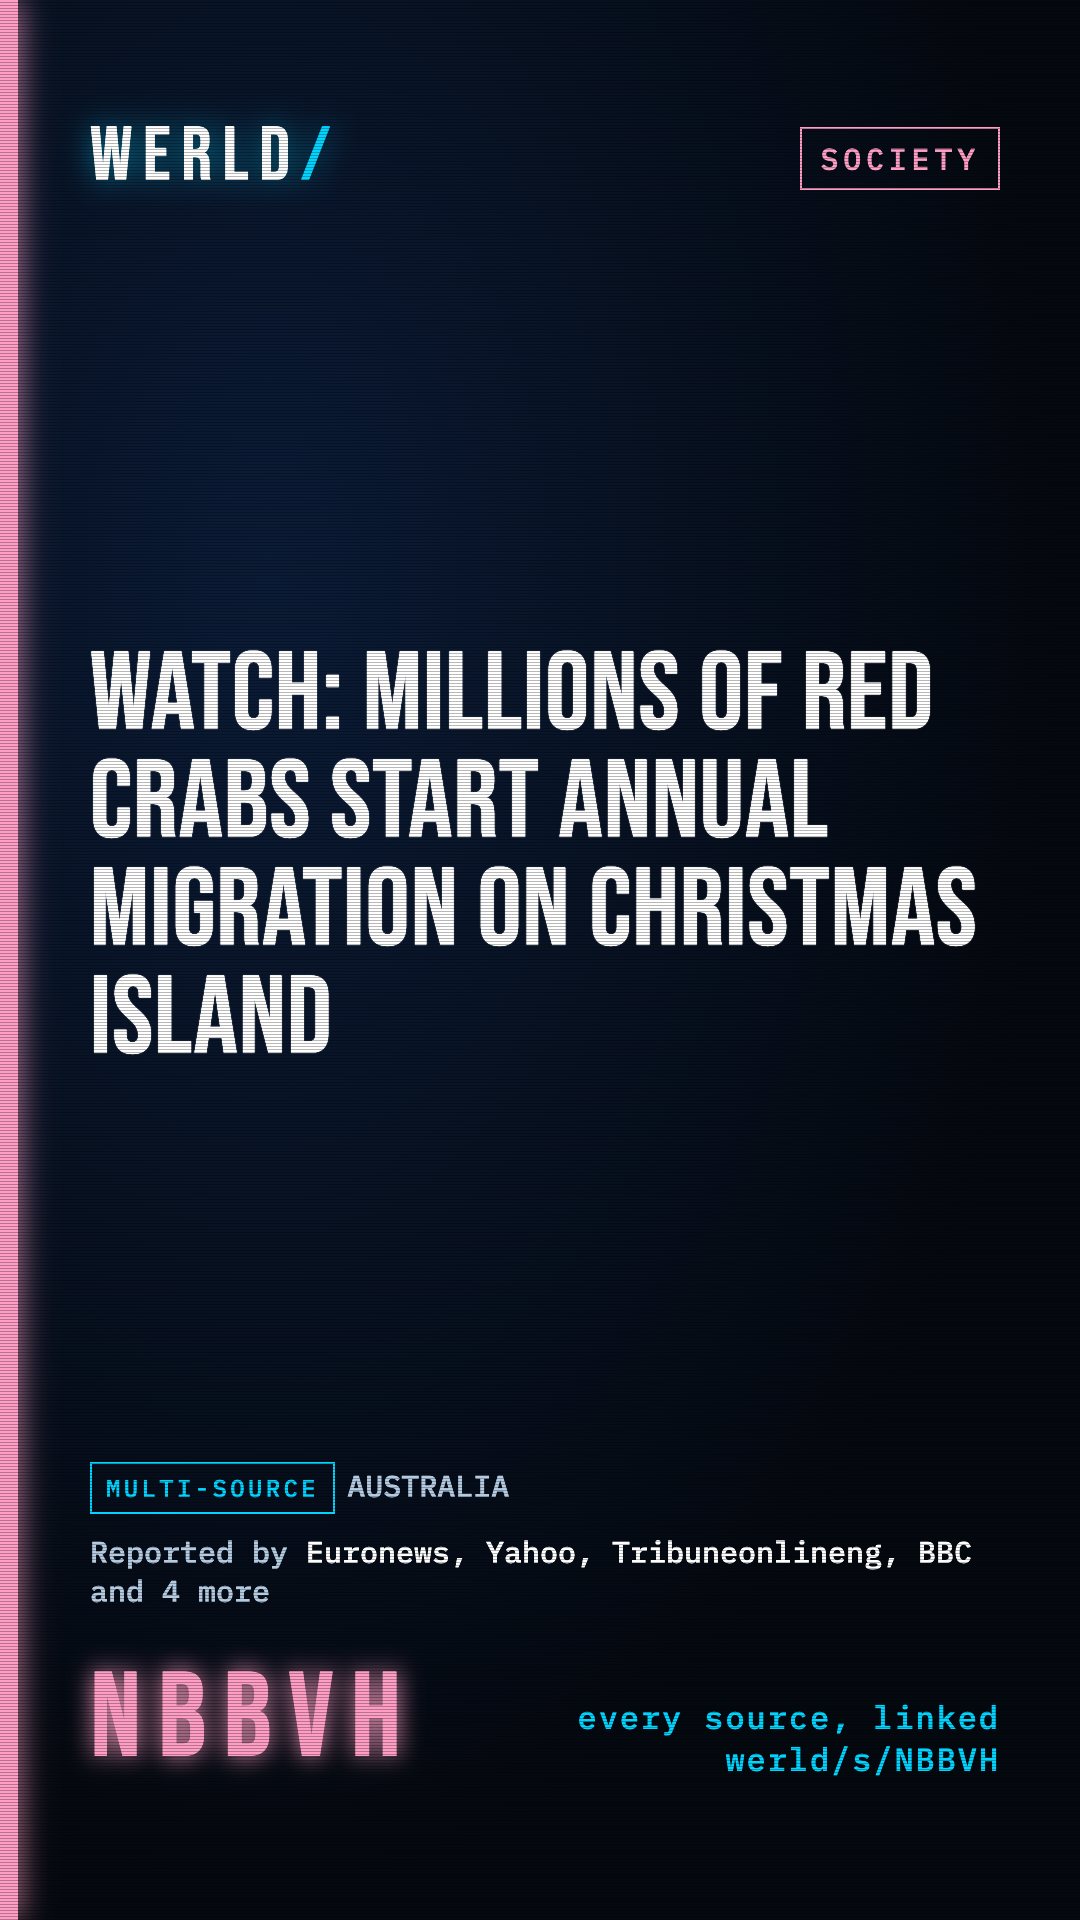 WERLD/
SOCIETY
WATCH: MILLIONS OF RED
CRABS START ANNUAL
MIGRATION ON CHRISTMAS
ISLAND
MULTI-SOURCE AUSTRALIA
Reported by Euronews, Yahoo, Tribuneonlineng, BBC
and 4 more
NBBVH
every source, linked
werld/s/NBBVH